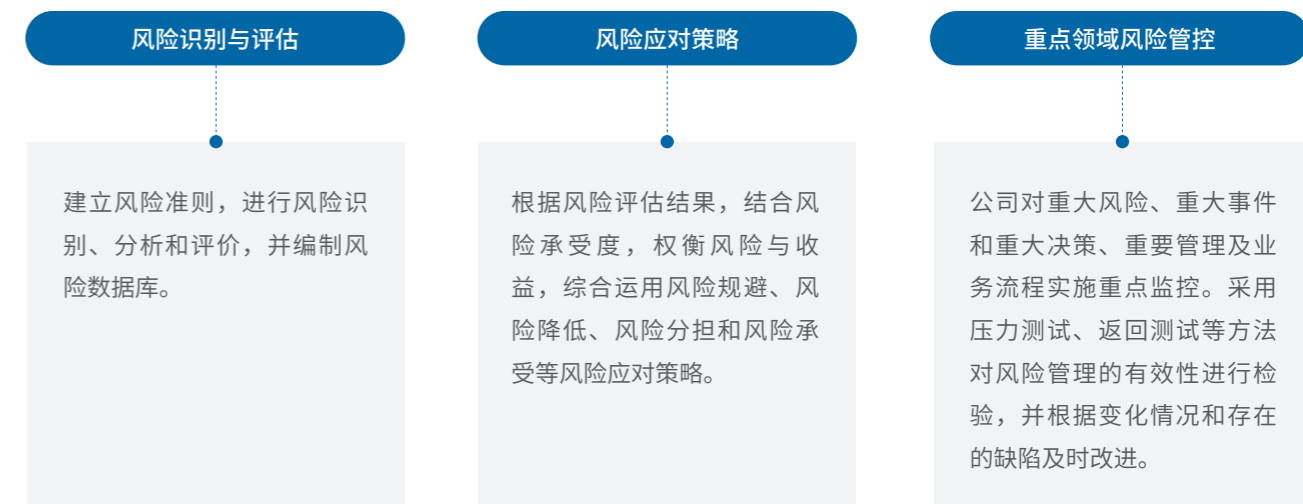 风险识别与评估
建立风险准则，进行风险识
别、分析和评价，并编制风
险数据库。
风险应对策略
根据风险评估结果，结合风
险承受度，权衡风险与收
益，综合运用风险规避、风
险降低、风险分担和风险承
受等风险应对策略。
重点领域风险管控
公司对重大风险、重大事件
和重大决策、重要管理及业
务流程实施重点监控。采用
压力测试、返回测试等方法
对风险管理的有效性进行检
验，并根据变化情况和存在
的缺陷及时改进。